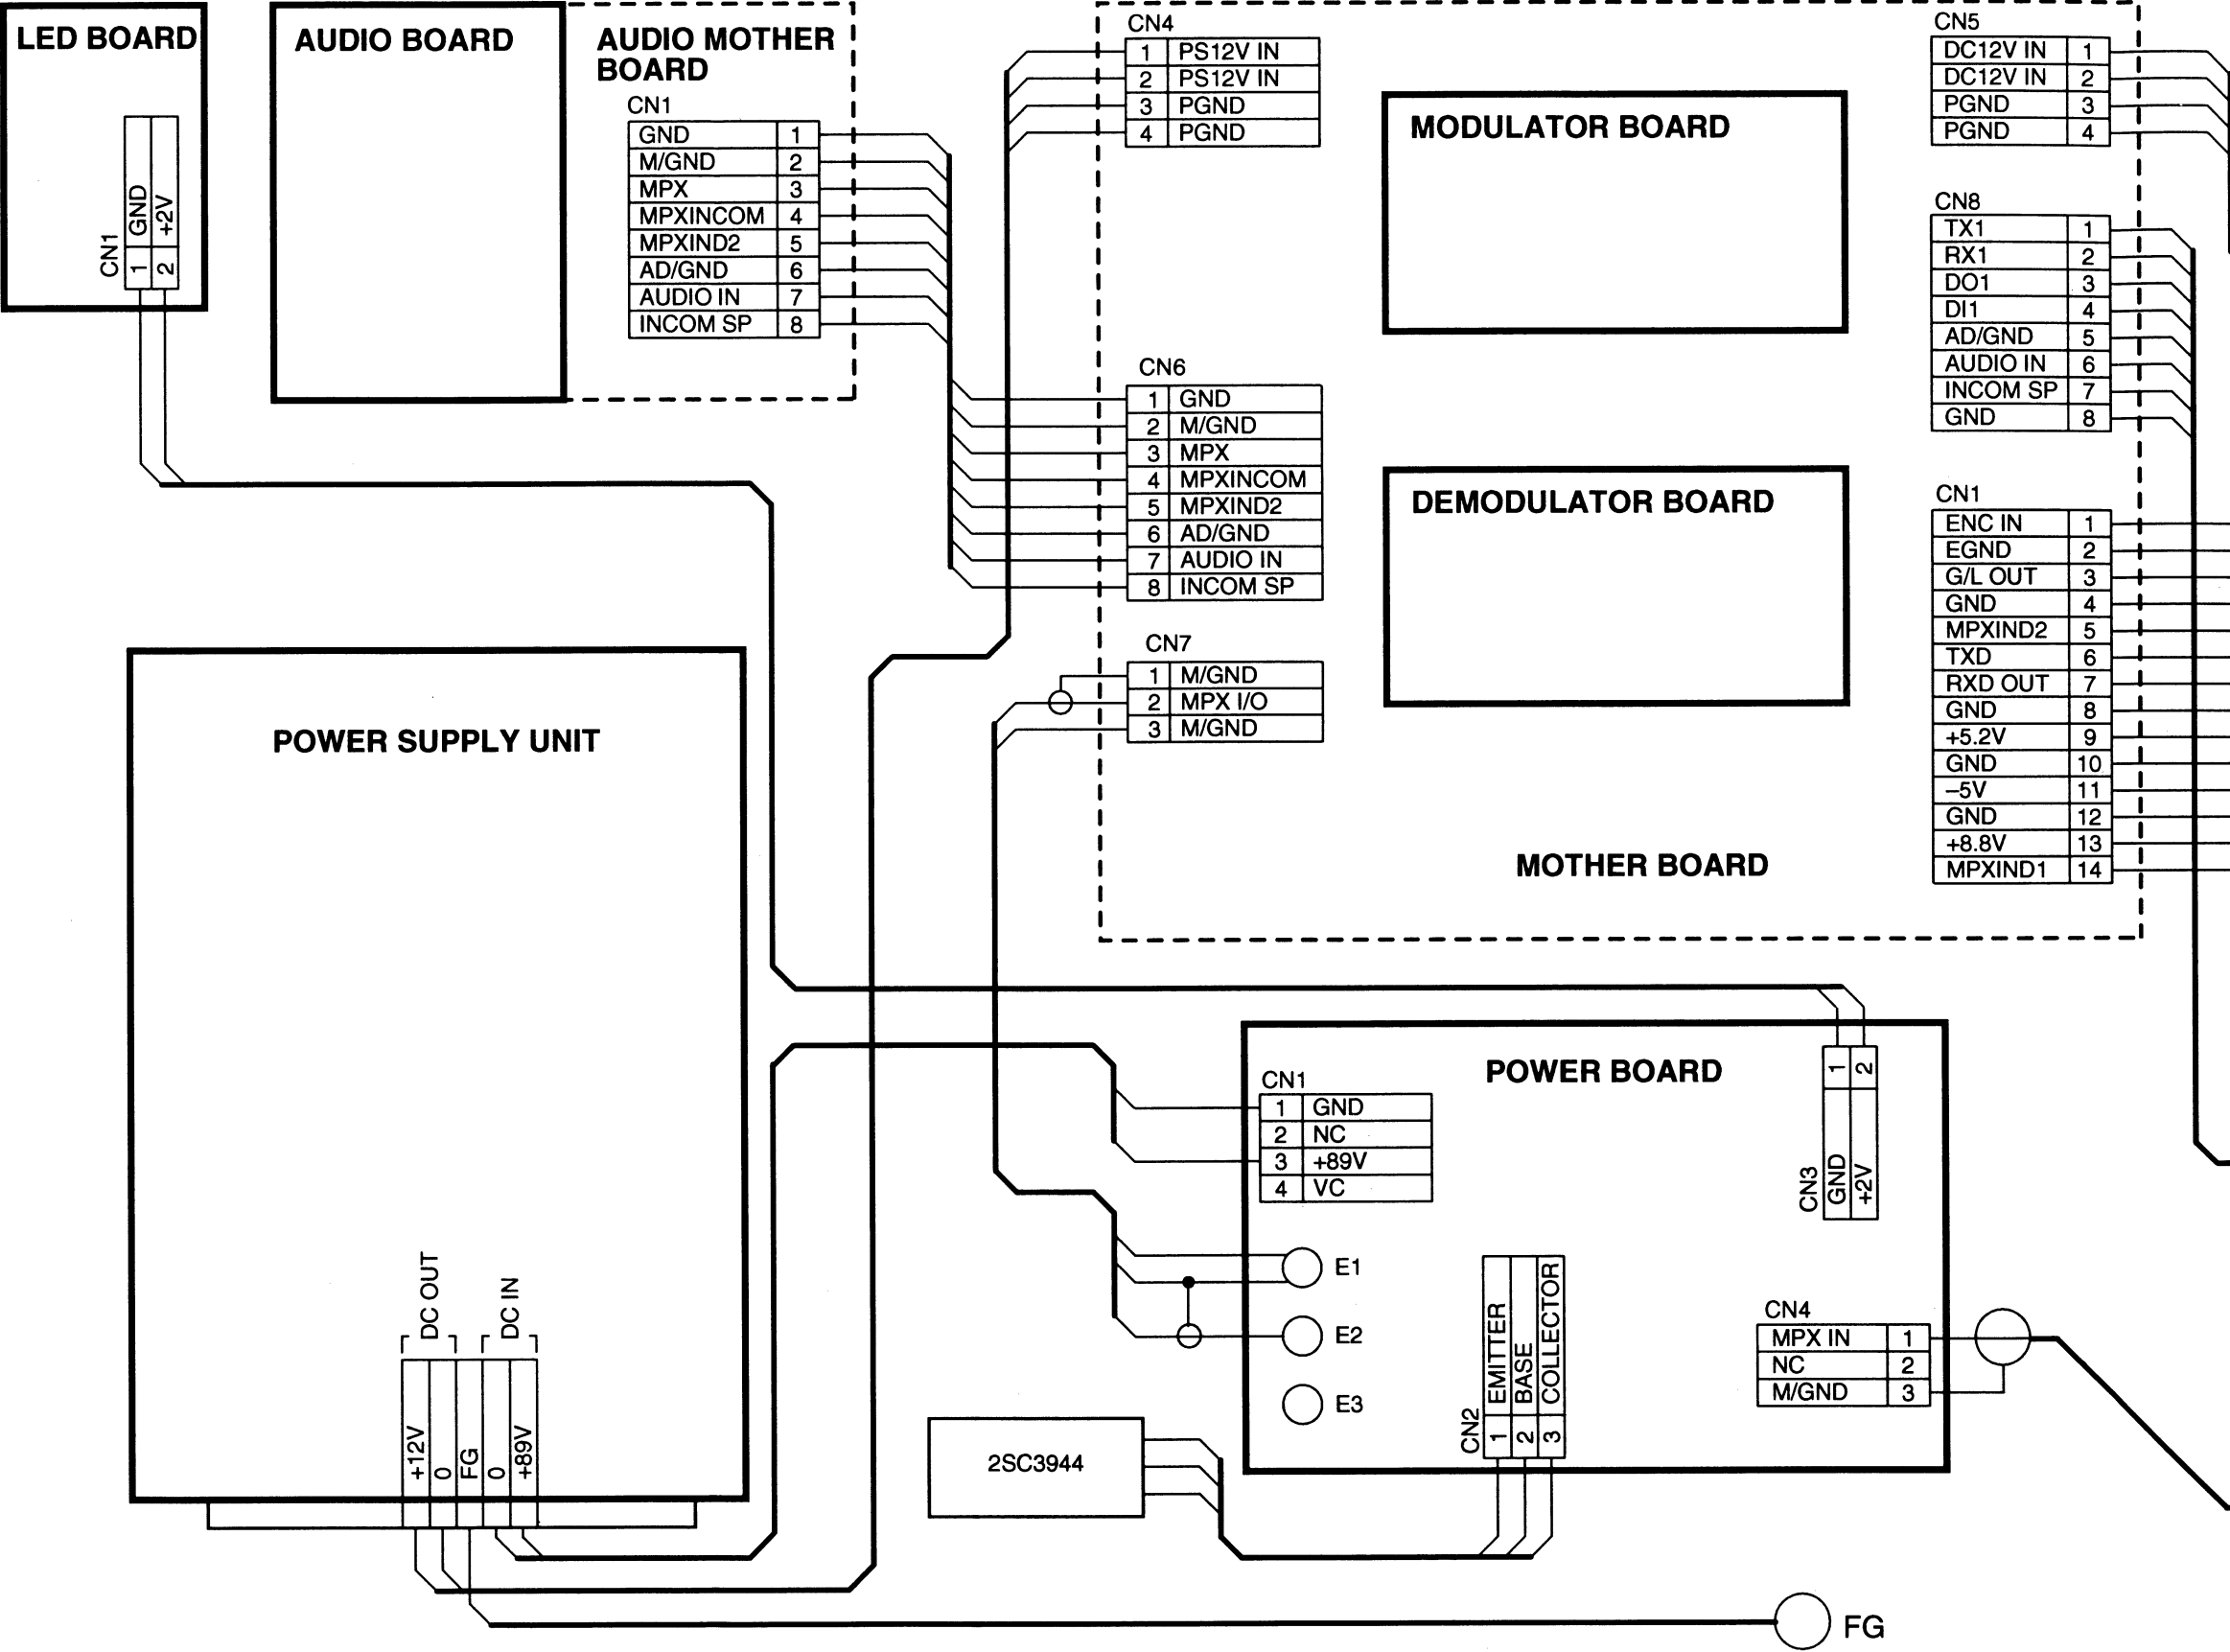 LED BOARD
CN1
1 GND
2 +2V
AUDIO BOARD
AUDIO MOTHER
BOARD
CN1
GND 1
M/GND 2
MPX 3
MPXINCOM 4
MPXIND2 5
AD/GND 6
AUDIO IN 7
INCOM SP 8
CN4
1 PS12V IN
2 PS12V IN
3 PGND
4 PGND
CN6
1 GND
2 M/GND
3 MPX
4 MPXINCOM
5 MPXIND2
6 AD/GND
7 AUDIO IN
8 INCOM SP
CN7
1 M/GND
2 MPX I/O
3 M/GND
MODULATOR BOARD
DEMODULATOR BOARD
MOTHER BOARD
CN5
DC12V IN 1
DC12V IN 2
PGND 3
PGND 4
CN8
TX1 1
RX1 2
DO1 3
DI1 4
AD/GND 5
AUDIO IN 6
INCOM SP 7
GND 8
CN1
ENC IN 1
EGND 2
G/L OUT 3
GND 4
MPXIND2 5
TXD 6
RXD OUT 7
GND 8
+5.2V 9
GND 10
–5V 11
GND 12
+8.8V 13
MPXIND1 14
POWER SUPPLY UNIT
DC OUT
DC IN
+12V
0
FG
0
+89V
POWER BOARD
CN1
1 GND
2 NC
3 +89V
4 VC
E1
E2
E3
CN3
GND 1
+2V 2
CN2
1 EMITTER
2 BASE
3 COLLECTOR
CN4
MPX IN 1
NC 2
M/GND 3
2SC3944
FG